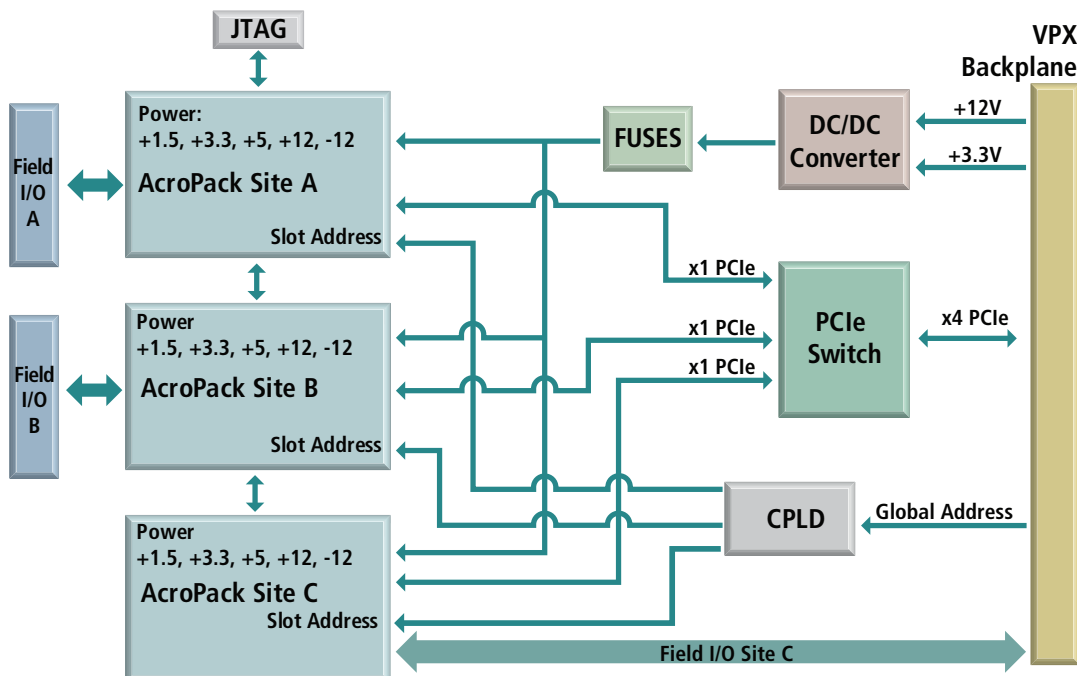 JTAG
VPX
Backplane
Power:
+1.5, +3.3, +5, +12, -12
AcroPack Site A
Slot Address
Field
I/O
A
FUSES
DC/DC
Converter
+12V
+3.3V
x1 PCIe
x1 PCIe
x1 PCIe
PCIe
Switch
x4 PCIe
Power
+1.5, +3.3, +5, +12, -12
AcroPack Site B
Slot Address
Field
I/O
B
CPLD
Global Address
Power
+1.5, +3.3, +5, +12, -12
AcroPack Site C
Slot Address
Field I/O Site C